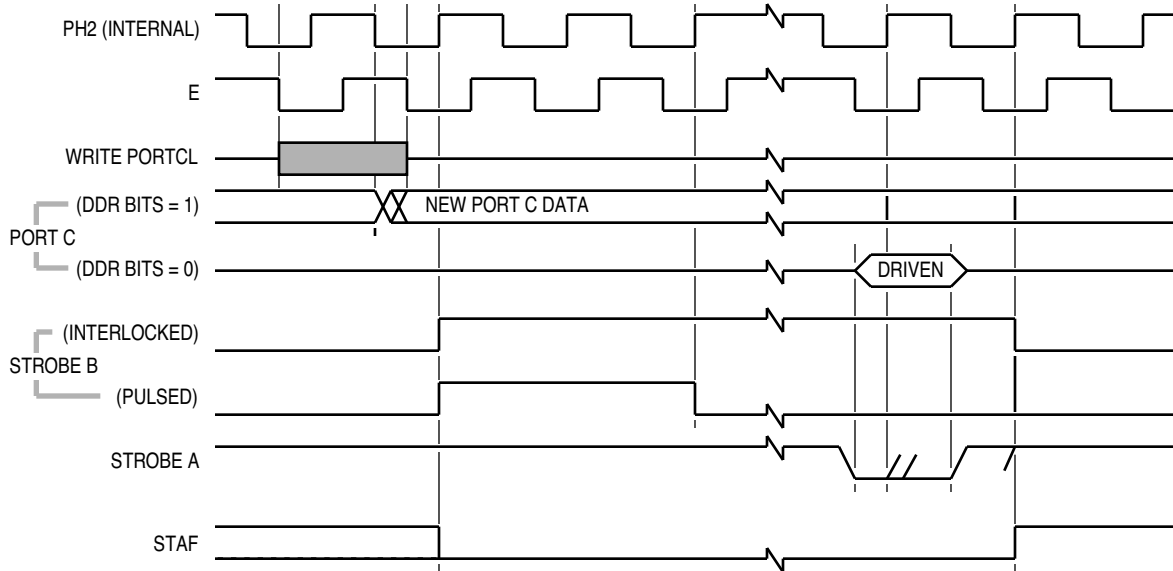 PH2 (INTERNAL)
E
WRITE PORTCL
(DDR BITS = 1) NEW PORT C DATA
PORT C
(DDR BITS = 0) DRIVEN
(INTERLOCKED)
STROBE B
(PULSED)
STROBE A
STAF